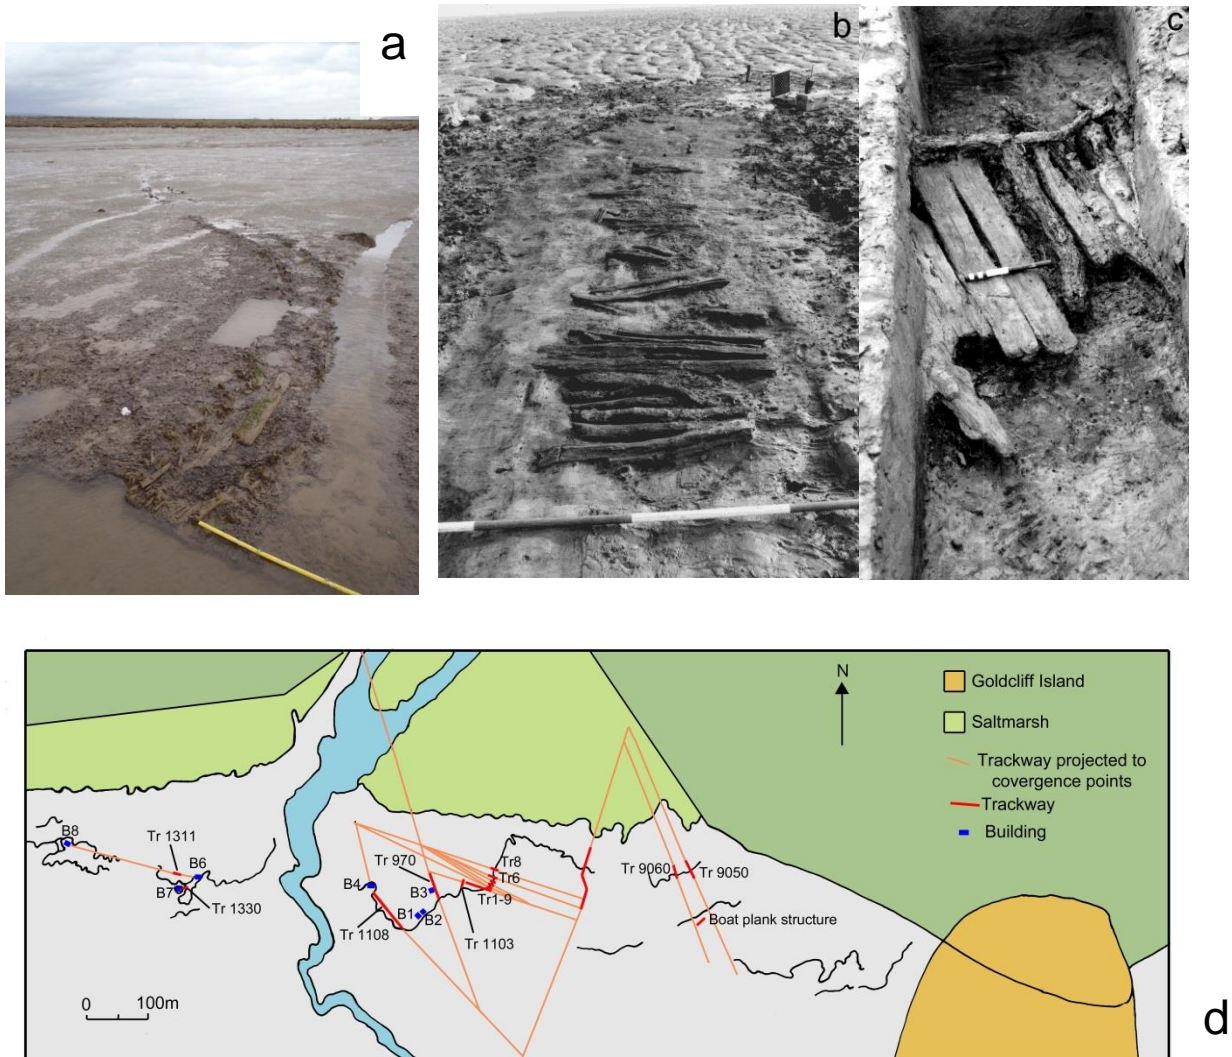 a
b
c
N
Goldcliff Island
Saltmarsh
Trackway projected to
covergence points
Trackway
Building
B8
Tr 1311
B6
B7
Tr 1330
Tr 970
B4
B3
B1
B2
Tr 1108
Tr 1103
Tr8
Tr6
Tr1-9
Tr 9060
Tr 9050
Boat plank structure
0 100m
d